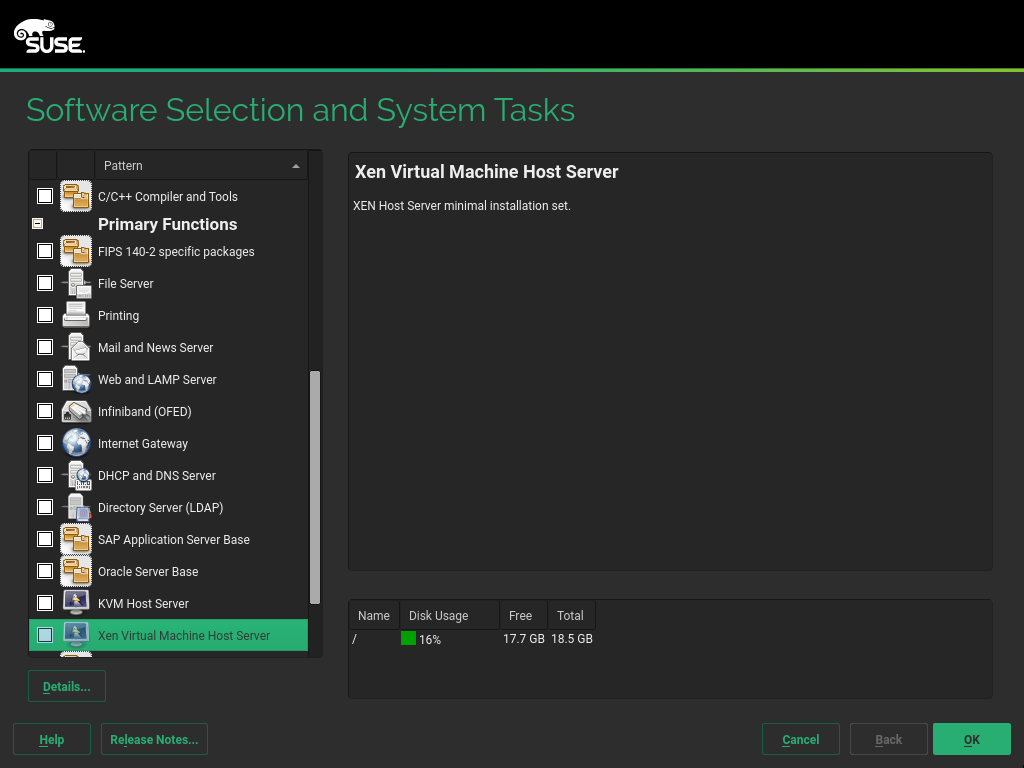 SUSE.
Software Selection and System Tasks
Pattern
C/C++ Compiler and Tools
Primary Functions
FIPS 140-2 specific packages
File Server
Printing
Mail and News Server
Web and LAMP Server
Infiniband (OFED)
Internet Gateway
DHCP and DNS Server
Directory Server (LDAP)
SAP Application Server Base
Oracle Server Base
KVM Host Server
Xen Virtual Machine Host Server
Details...
Xen Virtual Machine Host Server
XEN Host Server minimal installation set.
Name Disk Usage Free Total
/ 16% 17.7 GB 18.5 GB
Help Release Notes... Cancel Back OK